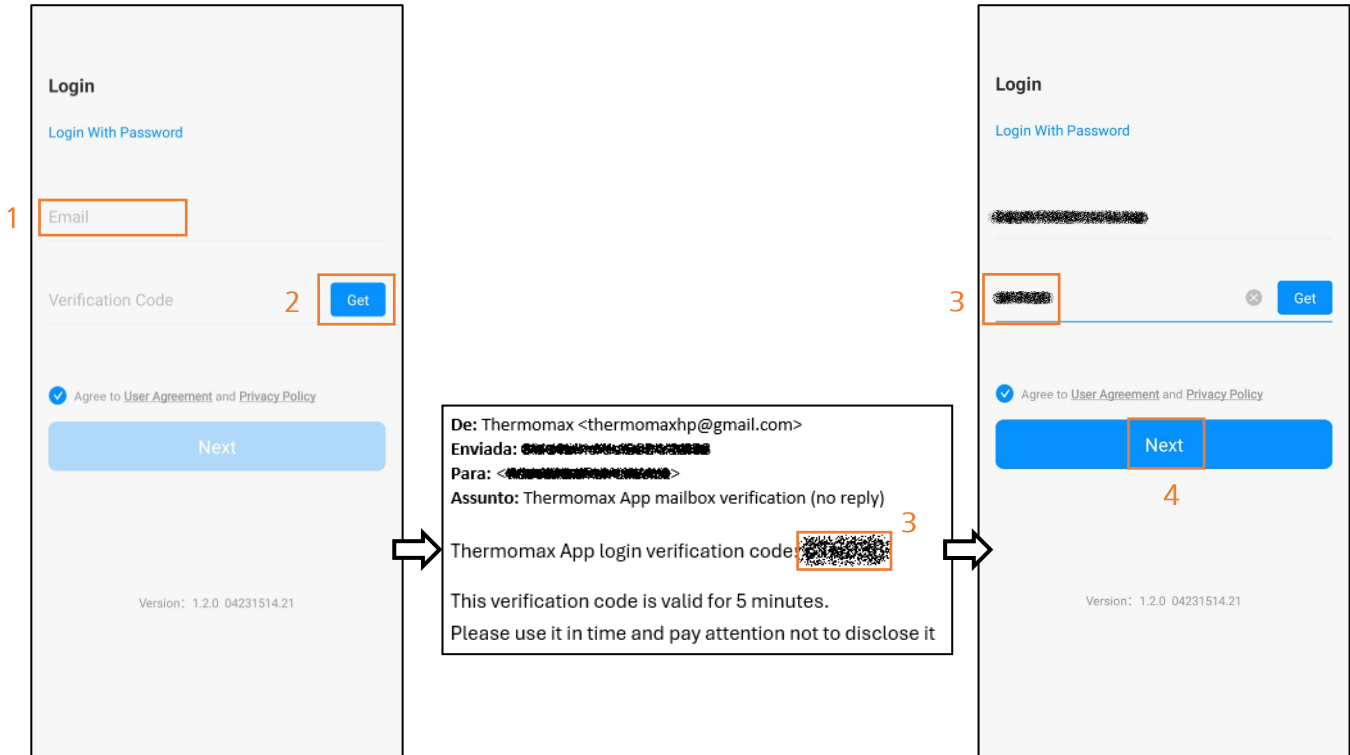 Login
Login With Password
1
Email
Verification Code
2
Get
Agree to User Agreement and Privacy Policy
Next
Version: 1.2.0 04231514.21
De: Thermomax <thermomaxhp@gmail.com>
Enviada:
Para: < >
Assunto: Thermomax App mailbox verification (no reply)
3
Thermomax App login verification code:
This verification code is valid for 5 minutes.
Please use it in time and pay attention not to disclose it
Login
Login With Password
3
Get
Agree to User Agreement and Privacy Policy
Next
4
Version: 1.2.0 04231514.21